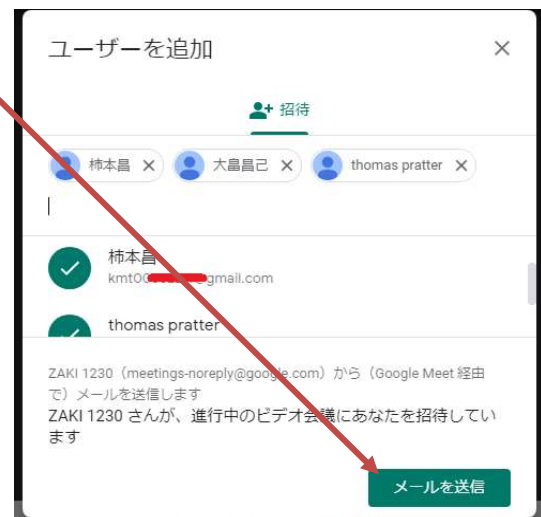 ユーザーを追加
招待
柿本昌 大畠昌己 thomas pratter
柿本昌
gmail.com
thomas pratter
ZAKI 1230（meetings-noreply@google.com）から（Google Meet 経由
で）メールを送信します
ZAKI 1230 さんが、進行中のビデオ会議にあなたを招待してい
ます
メールを送信